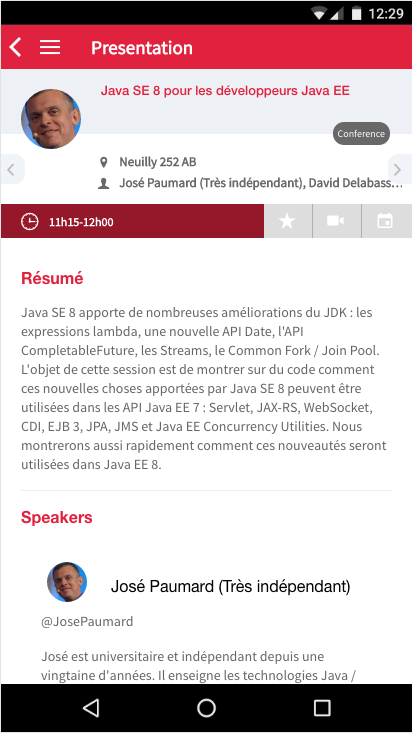 12:29
Presentation
Java SE 8 pour les développeurs Java EE
Conference
Neuilly 252 AB
José Paumard (Très indépendant), David Delabass…
11h15-12h00
Résumé
Java SE 8 apporte de nombreuses améliorations du JDK : les
expressions lambda, une nouvelle API Date, l'API
CompletableFuture, les Streams, le Common Fork / Join Pool.
L'objet de cette session est de montrer sur du code comment
ces nouvelles choses apportées par Java SE 8 peuvent être
utilisées dans les API Java EE 7 : Servlet, JAX-RS, WebSocket,
CDI, EJB 3, JPA, JMS et Java EE Concurrency Utilities. Nous
montrerons aussi rapidement comment ces nouveautés seront
utilisées dans Java EE 8.
Speakers
José Paumard (Très indépendant)
@JosePaumard
José est universitaire et indépendant depuis une
vingtaine d'années. Il enseigne les technologies Java /